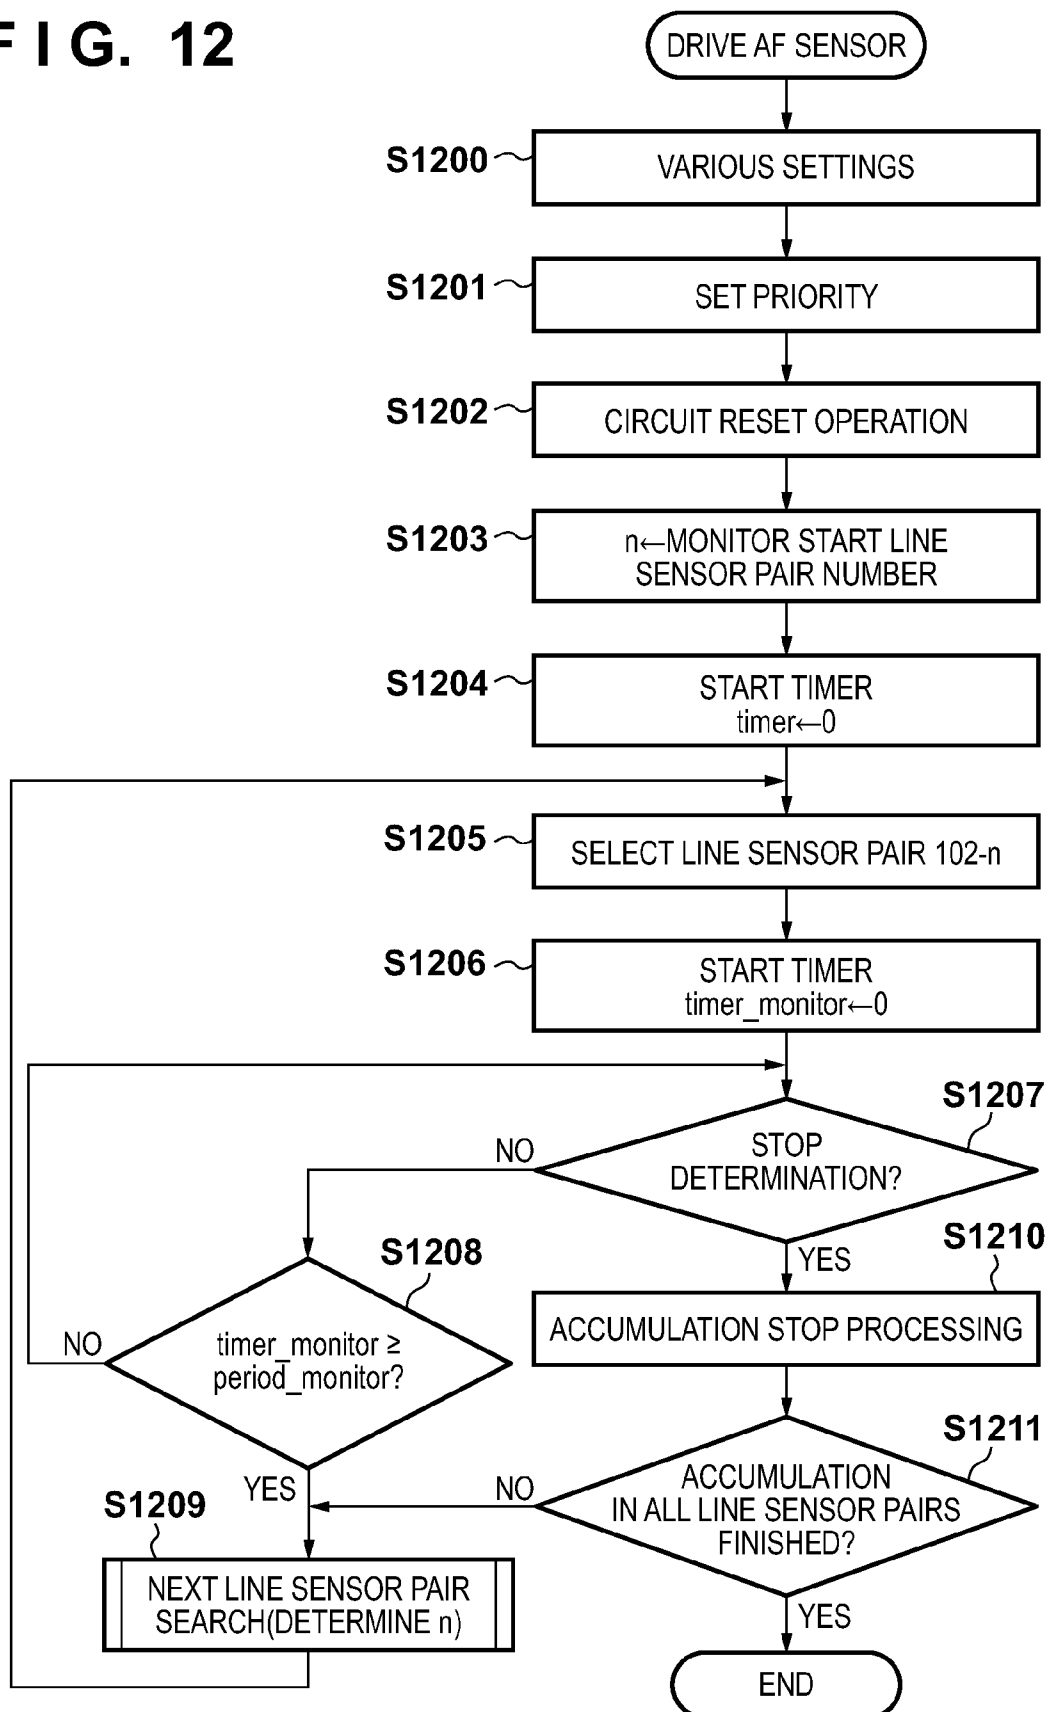 FIG. 12
DRIVE AF SENSOR
S1200
VARIOUS SETTINGS
S1201
SET PRIORITY
S1202
CIRCUIT RESET OPERATION
S1203
n←MONITOR START LINE
SENSOR PAIR NUMBER
S1204
START TIMER
timer←0
S1205
SELECT LINE SENSOR PAIR 102-n
S1206
START TIMER
timer_monitor←0
S1207
STOP
DETERMINATION?
NO
YES
S1208
timer_monitor ≥
period_monitor?
NO
YES
S1210
ACCUMULATION STOP PROCESSING
S1211
ACCUMULATION
IN ALL LINE SENSOR PAIRS
FINISHED?
NO
YES
S1209
NEXT LINE SENSOR PAIR
SEARCH(DETERMINE n)
END